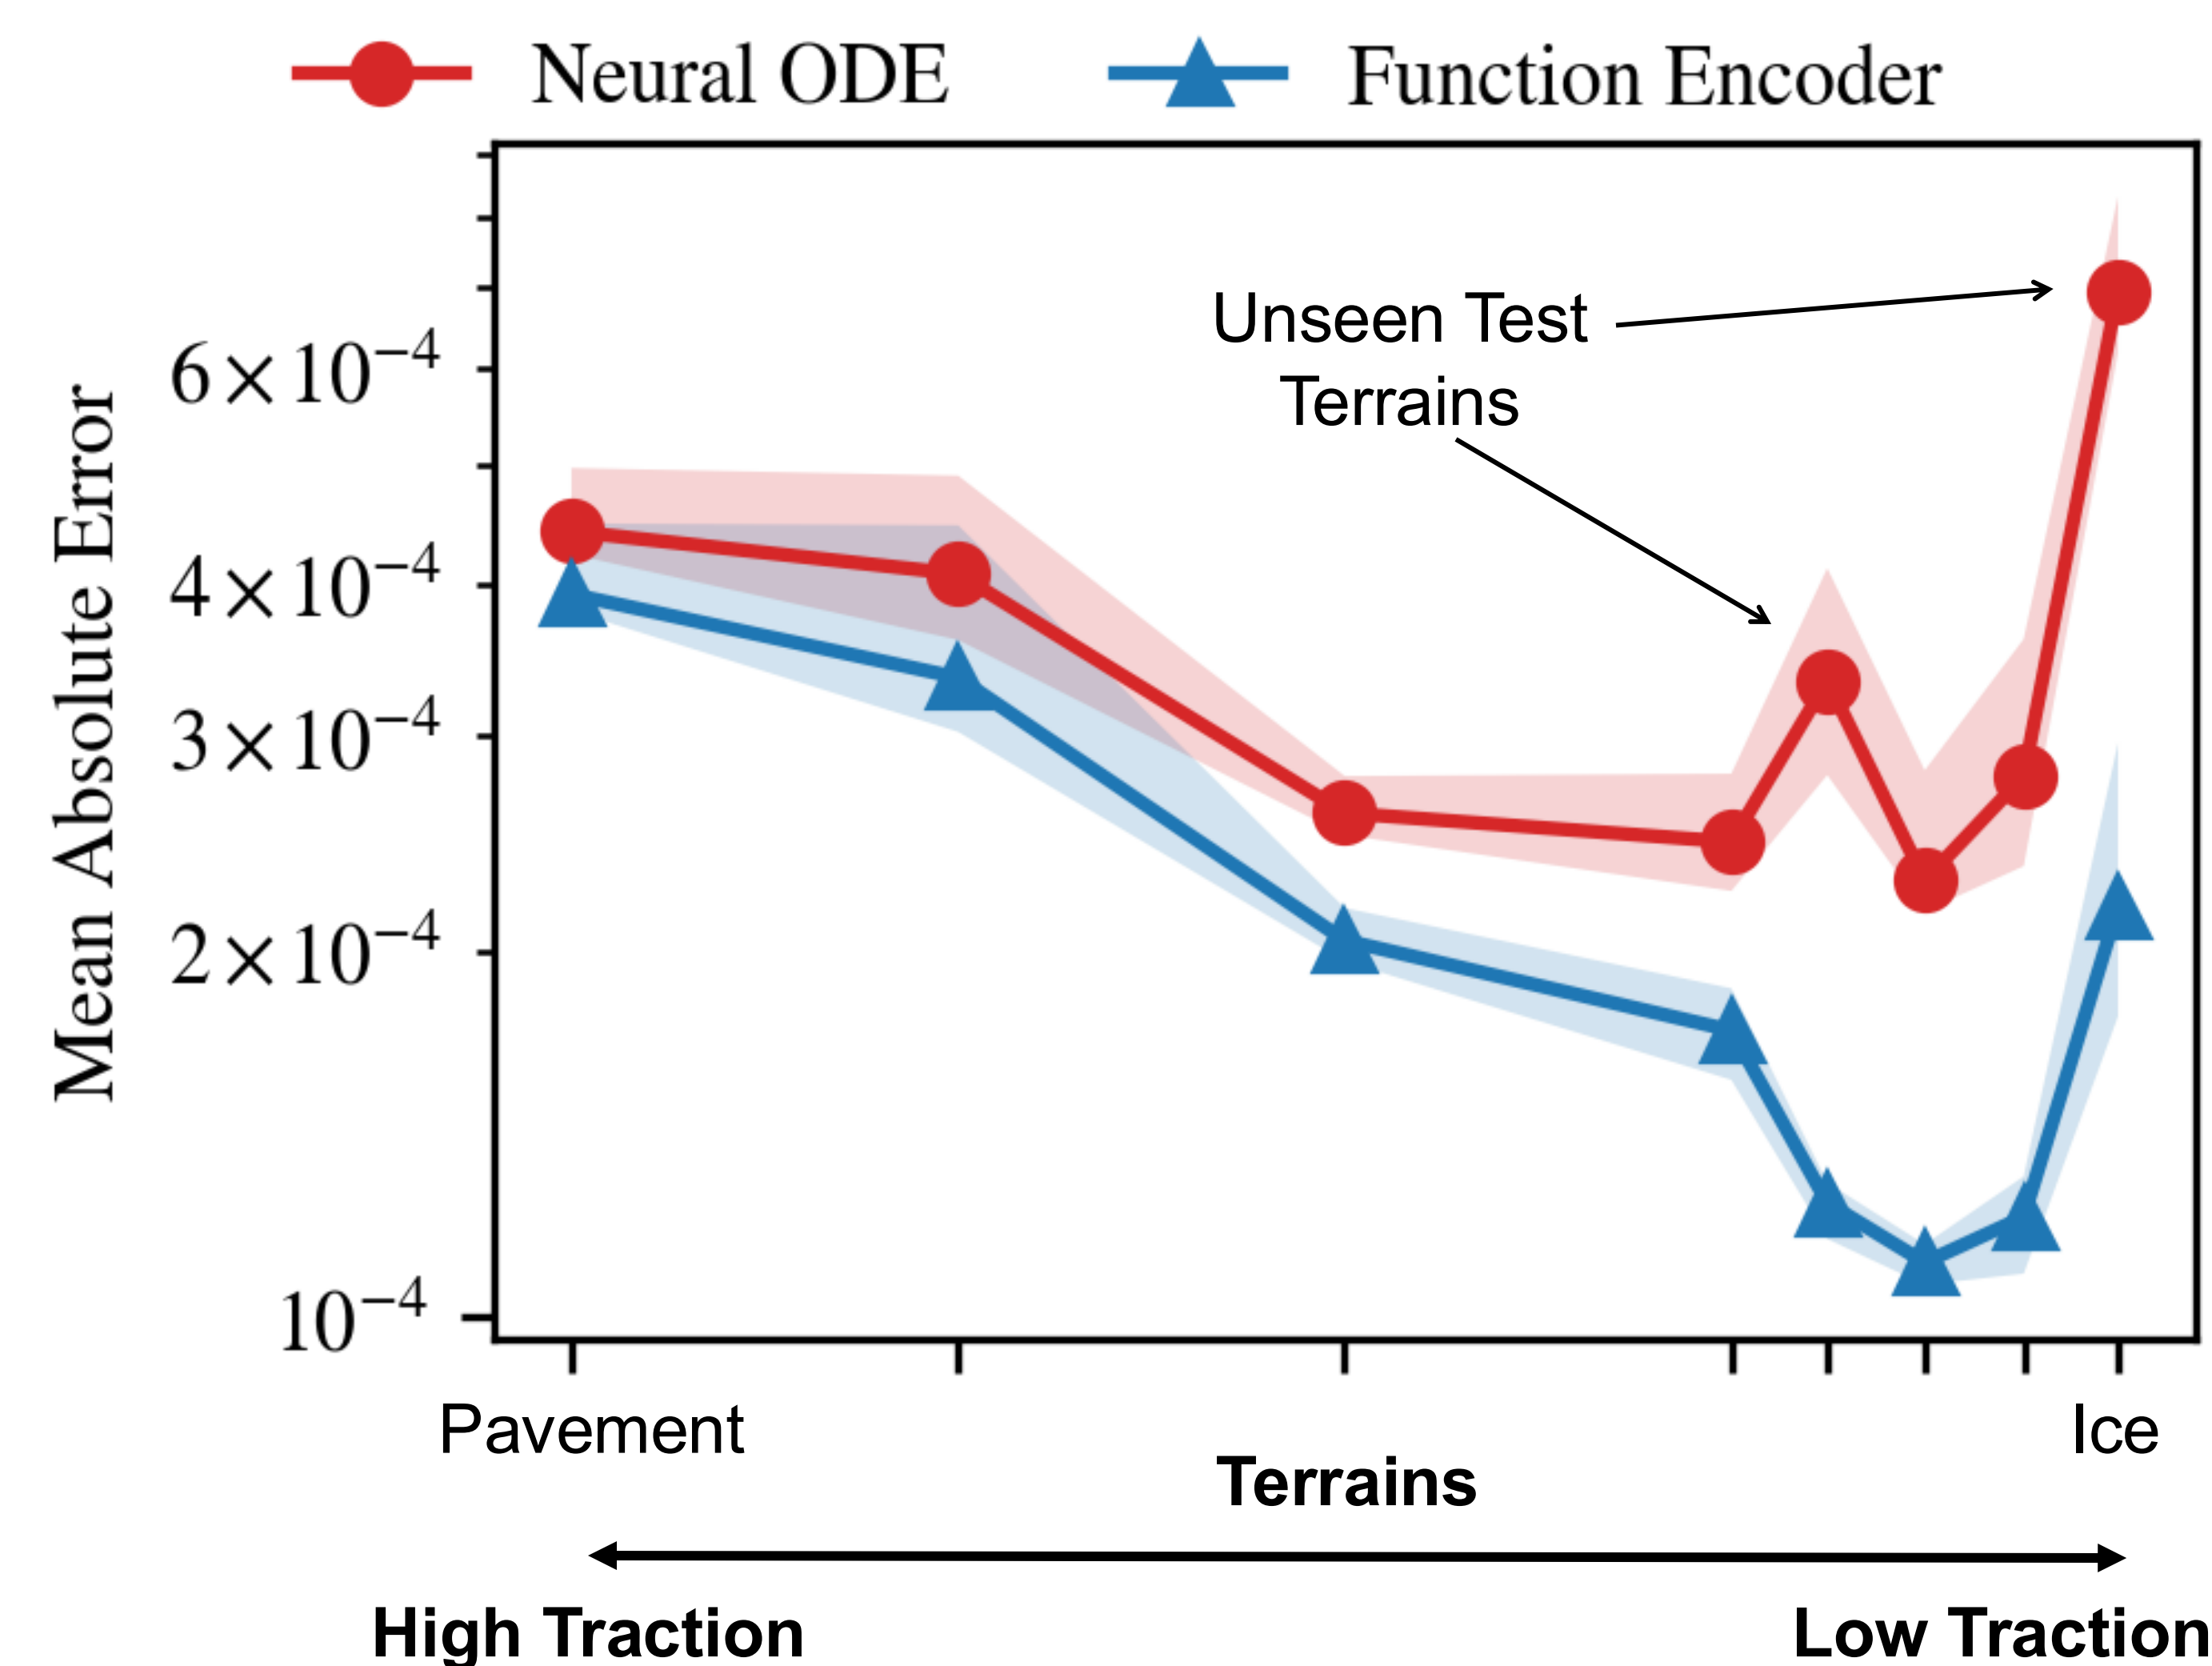 Neural ODE Function Encoder
Mean Absolute Error
6×10⁻⁴
4×10⁻⁴
3×10⁻⁴
2×10⁻⁴
10⁻⁴
Unseen Test
Terrains
Pavement Ice
Terrains
High Traction Low Traction